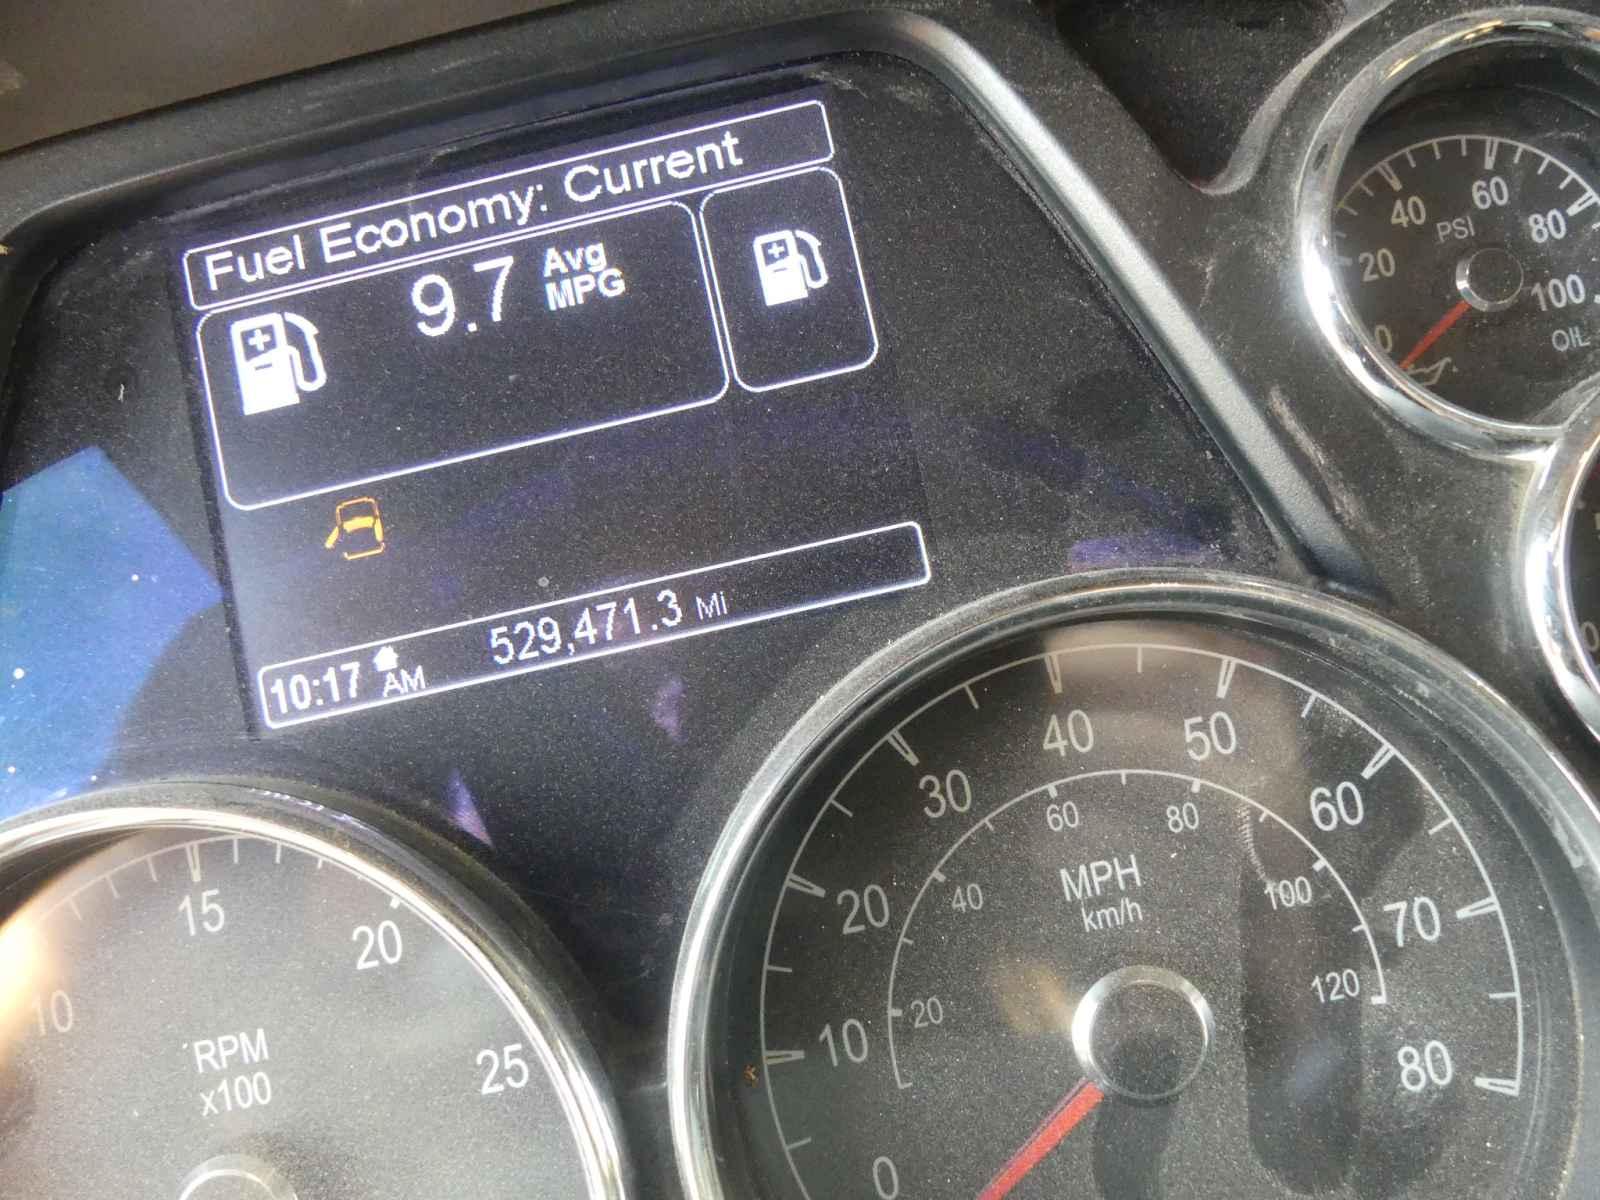 Fuel Economy: Current
9.7 Avg
MPG
10:17 AM 529,471.3 Mi
0 20 40 60 80 100
PSI
OIL
10 15 20 25
RPM
x100
0 10 20 30 40 50 60 70 80
20 40 60 80 100 120
MPH
km/h